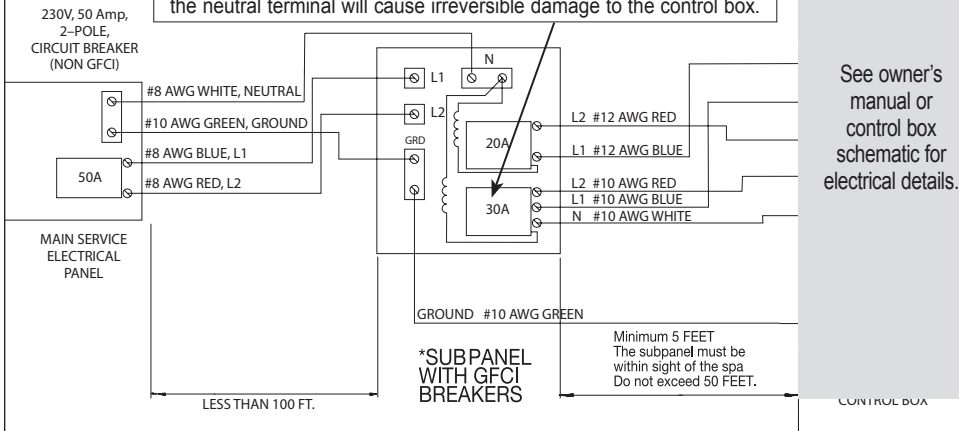 the neutral terminal will cause irreversible damage to the control box.
230V, 50 Amp,
2–POLE,
CIRCUIT BREAKER
(NON GFCI)
#8 AWG WHITE, NEUTRAL
#10 AWG GREEN, GROUND
#8 AWG BLUE, L1
#8 AWG RED, L2
50A
MAIN SERVICE
ELECTRICAL
PANEL
N
L1
L2
GRD
20A
30A
L2 #12 AWG RED
L1 #12 AWG BLUE
L2 #10 AWG RED
L1 #10 AWG BLUE
N #10 AWG WHITE
GROUND #10 AWG GREEN
*SUBPANEL
WITH GFCI
BREAKERS
Minimum 5 FEET
The subpanel must be
within sight of the spa
Do not exceed 50 FEET.
LESS THAN 100 FT.
See owner's
manual or
control box
schematic for
electrical details.
CONTROL BOX